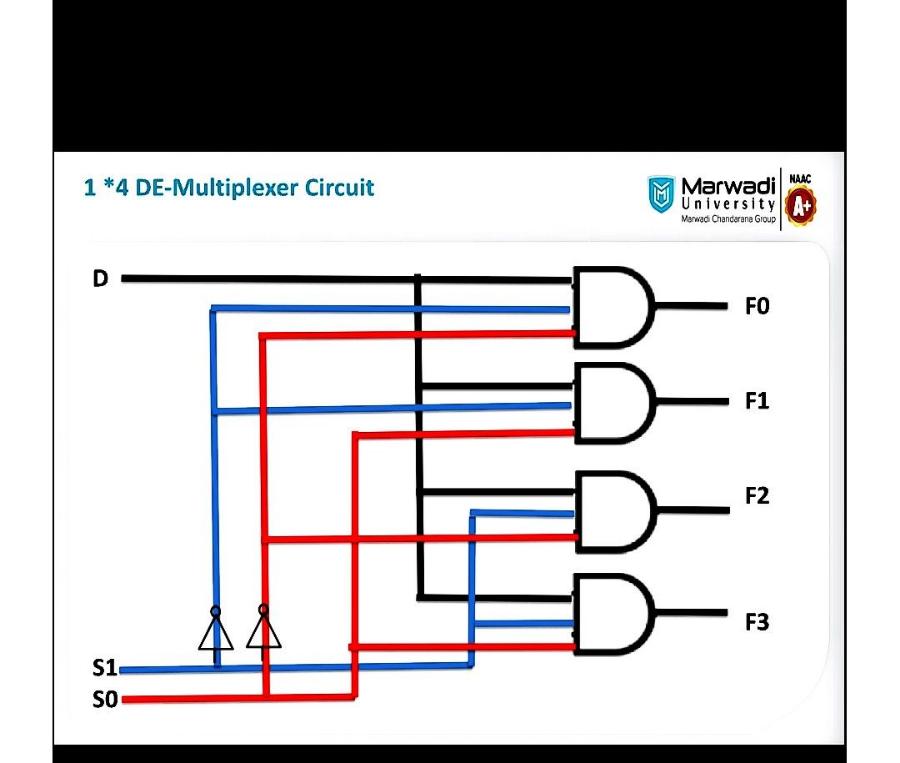 1 *4 DE-Multiplexer Circuit
Marwadi
University
Marwadi Chandarana Group
NAAC
A+
D
F0
F1
F2
F3
S1
S0